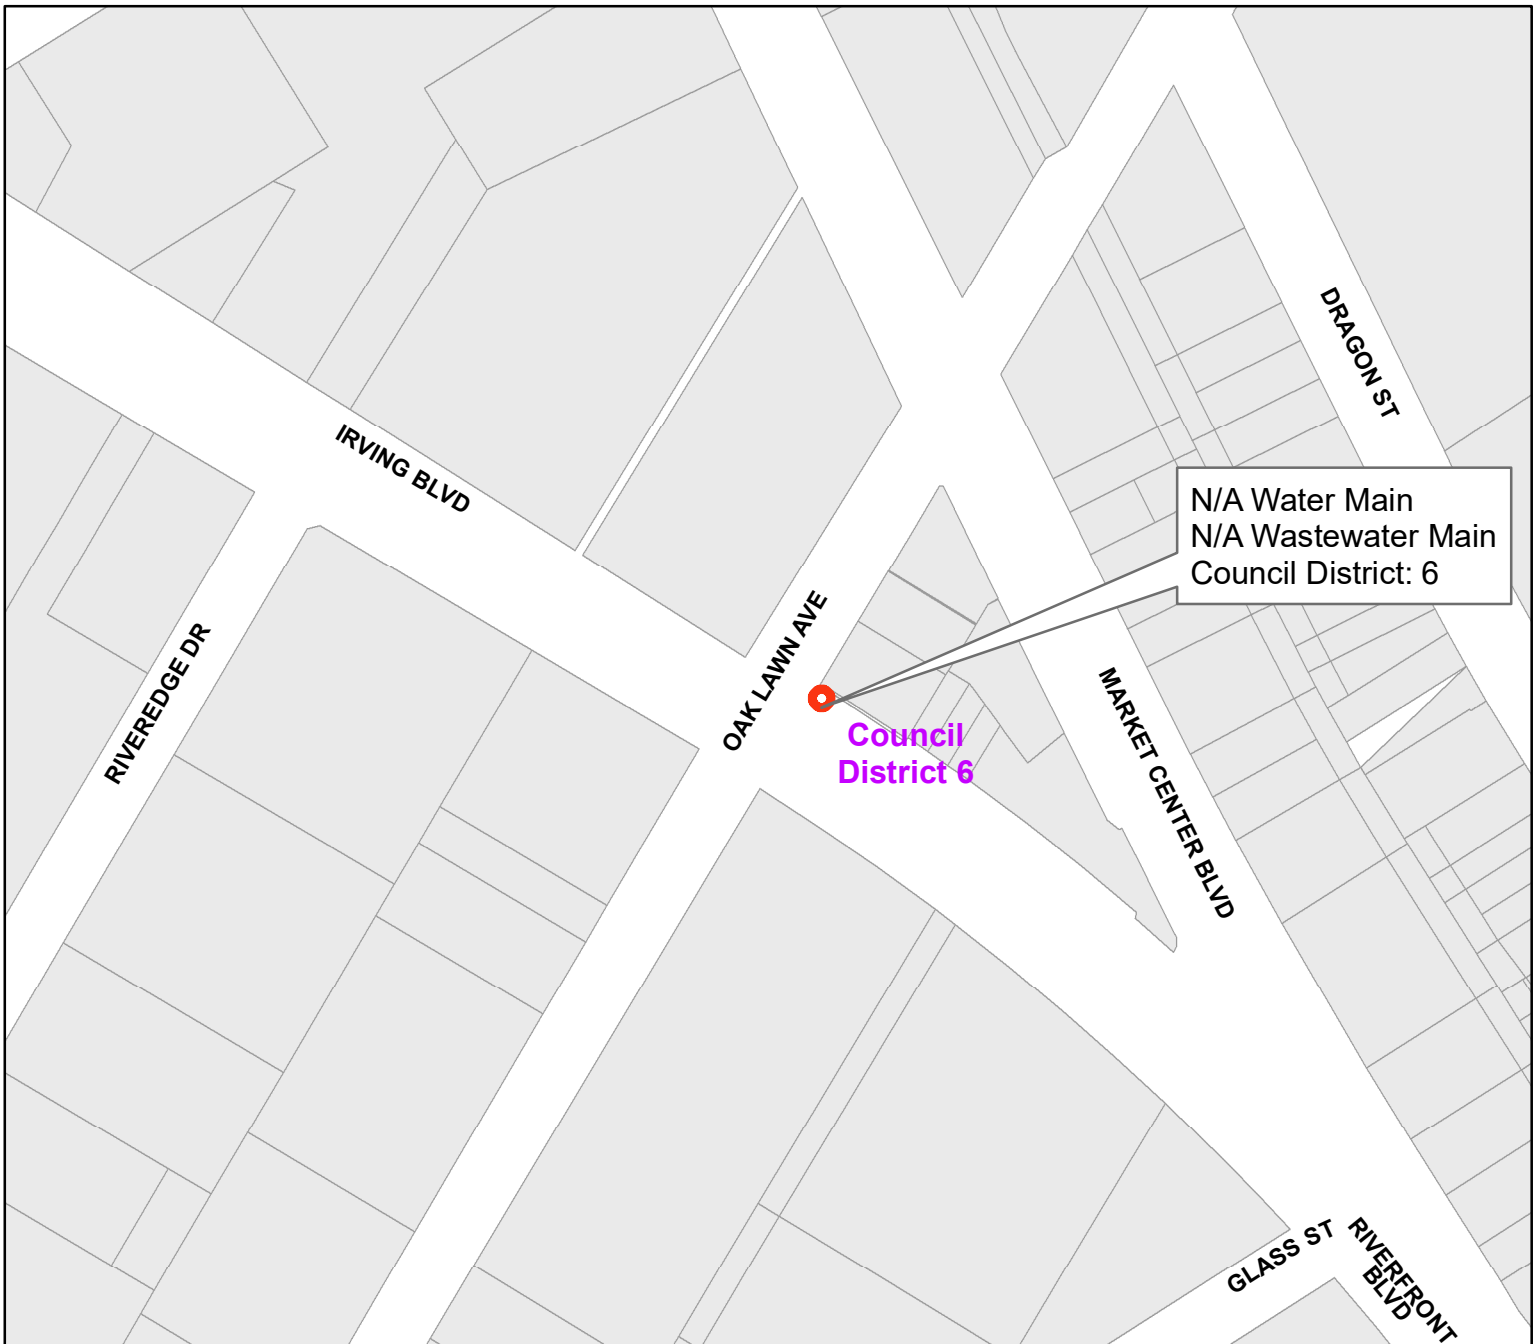 DRAGON ST
IRVING BLVD
N/A Water Main
N/A Wastewater Main
Council District: 6
OAK LAWN AVE
RIVEREDGE DR
MARKET CENTER BLVD
Council
District 6
GLASS ST
RIVERFRONT
BLVD